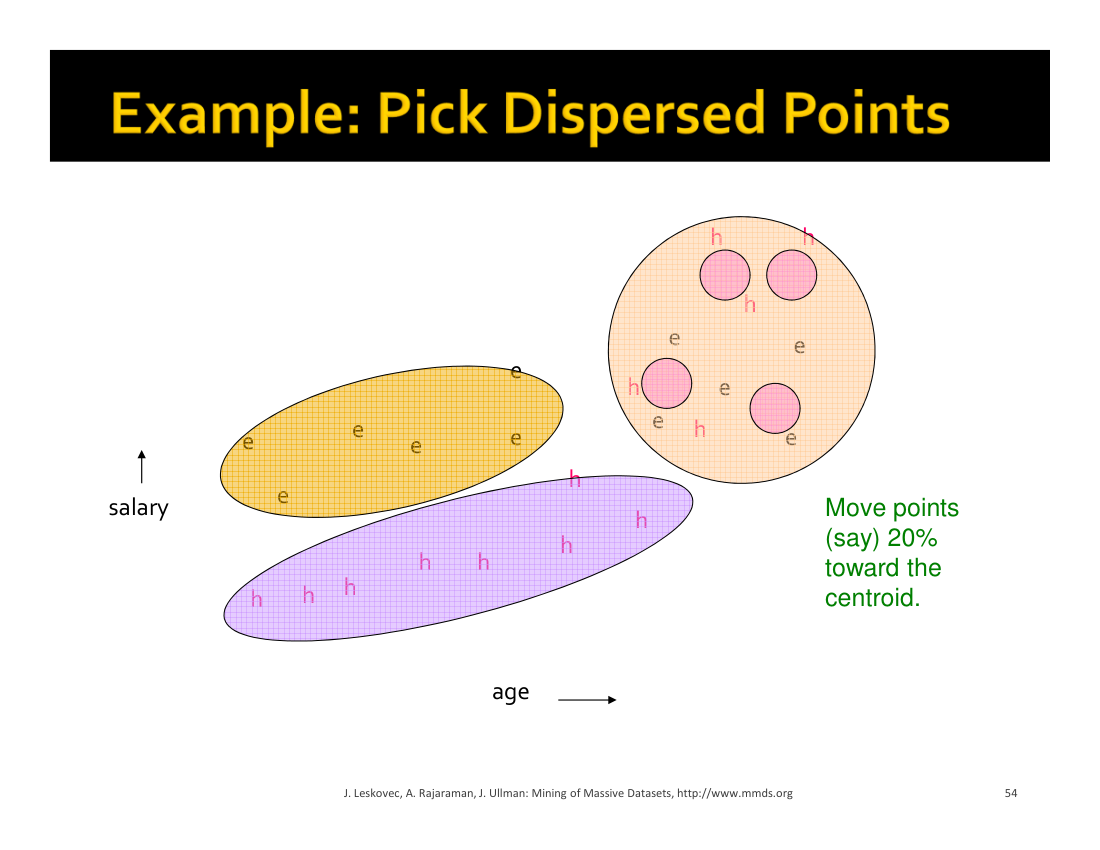 Example: Pick Dispersed Points
h h
h
e e
e
h e
e h e
e e
e e e
e
h
h
h
h h
h h h
salary
Move points
(say) 20%
toward the
centroid.
age
J. Leskovec, A. Rajaraman, J. Ullman: Mining of Massive Datasets, http://www.mmds.org 54